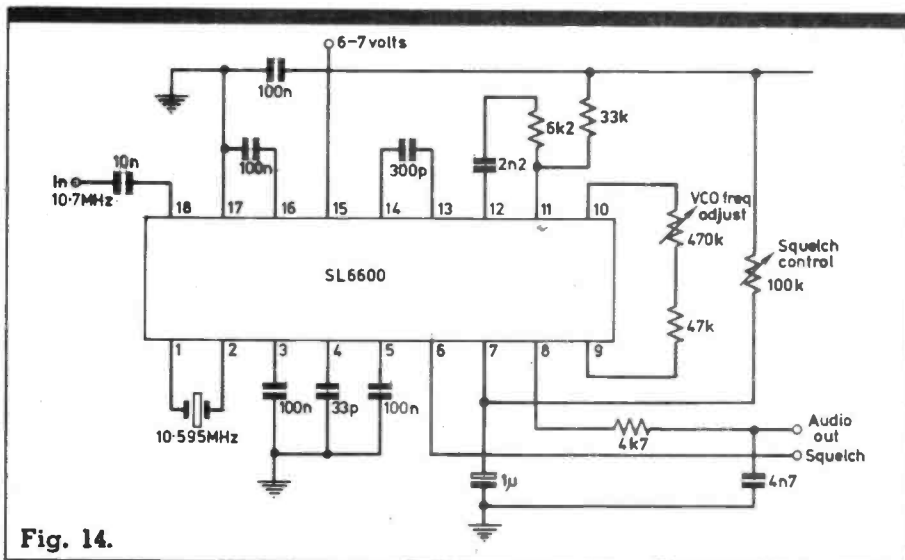 6-7 volts
100n
100n
10n
In
10·7MHz
300p
2n2
6k2
33k
VCO freq
adjust
470k
47k
Squelch
control
100k
18
17
16
15
14
13
12
11
10
SL6600
1
2
3
4
5
6
7
8
9
10·595MHz
100n
33p
100n
1μ
4k7
4n7
Audio
out
Squelch
Fig. 14.